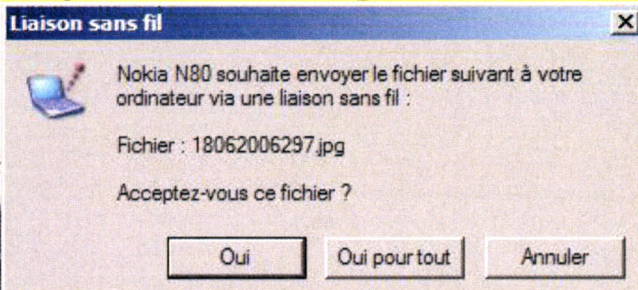 Liaison sans fil
Nokia N80 souhaite envoyer le fichier suivant à votre
ordinateur via une liaison sans fil :
Fichier : 18062006297.jpg
Acceptez-vous ce fichier ?
Oui
Oui pour tout
Annuler